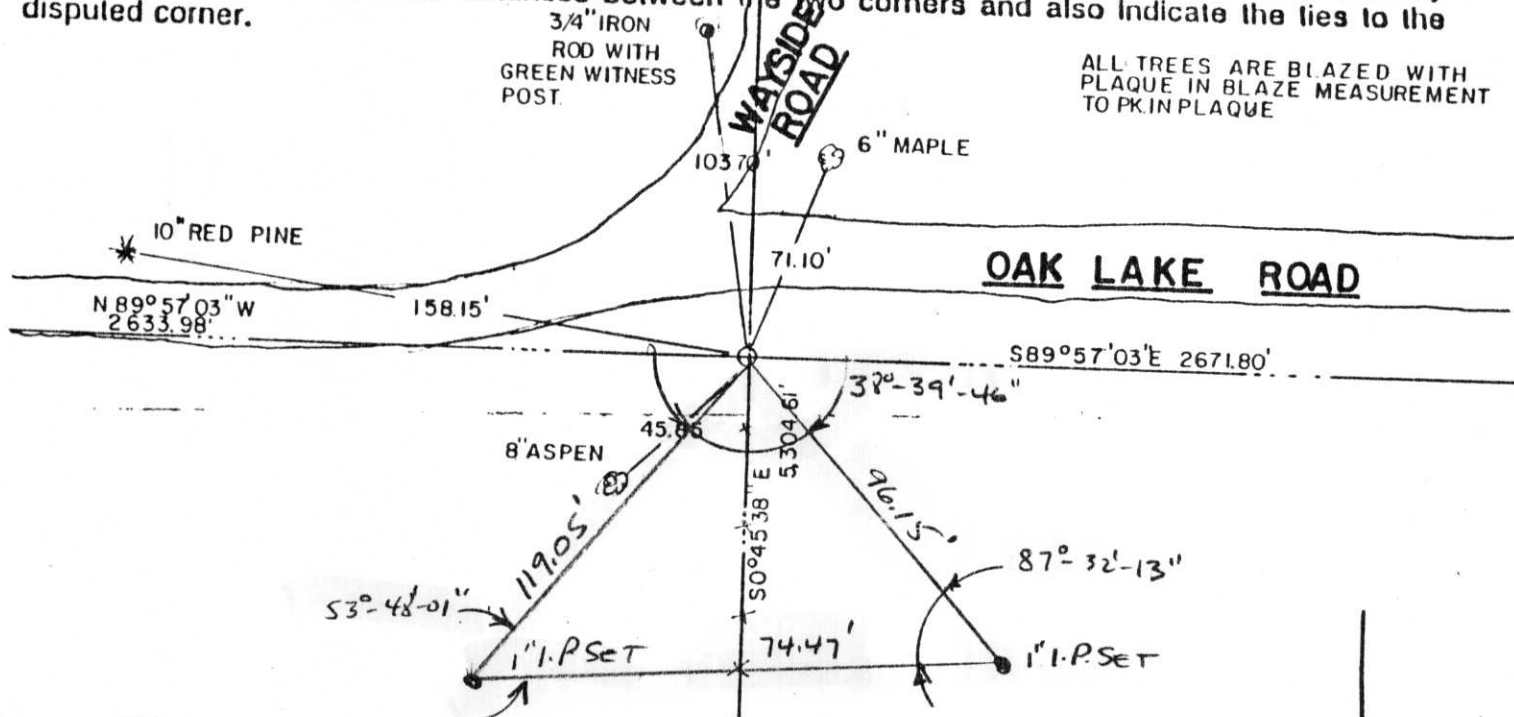 between the two corners and also indicate the ties to the
disputed corner.
3/4" IRON
ROD WITH
GREEN WITNESS
POST.
WAYSIDE
ROAD
ALL TREES ARE BLAZED WITH
PLAQUE IN BLAZE MEASUREMENT
TO PK.IN PLAQUE
103.70'
6" MAPLE
10" RED PINE
71.10'
OAK LAKE ROAD
N 89°57'03" W
2633.98'
158.15'
S89°57'03"E 2671.80'
38°-39'-46"
45.86
8" ASPEN
S0°45'38" E
5,304.61'
119.05'
96.15'
87°-32'-13"
53°-48'-01"
1" I.P SET
74.47'
1" I.P. SET